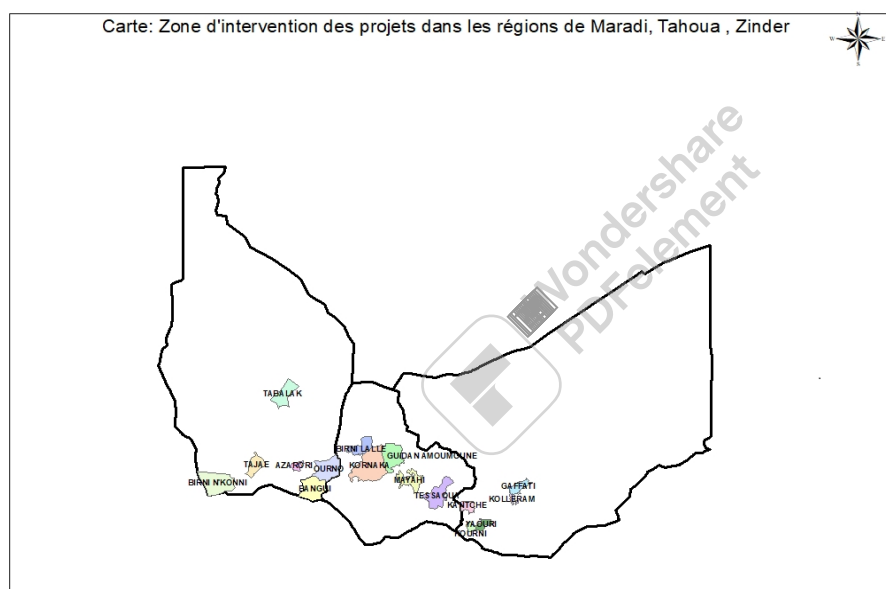 Carte: Zone d'intervention des projets dans les régions de Maradi, Tahoua , Zinder
N
W
E
S
Wondershare
PDFelement
TABALAK
BIRNI LALLE
GUIDAN AMOUMOUNE
TAJAE
AZARORI
OURNO
KORNAKA
BIRNI N'KONNI
BANGUI
MAYAHI
TESSAOUA
GAFFATI
KOLLERAM
KANTCHE
YAOURI
YOURNI